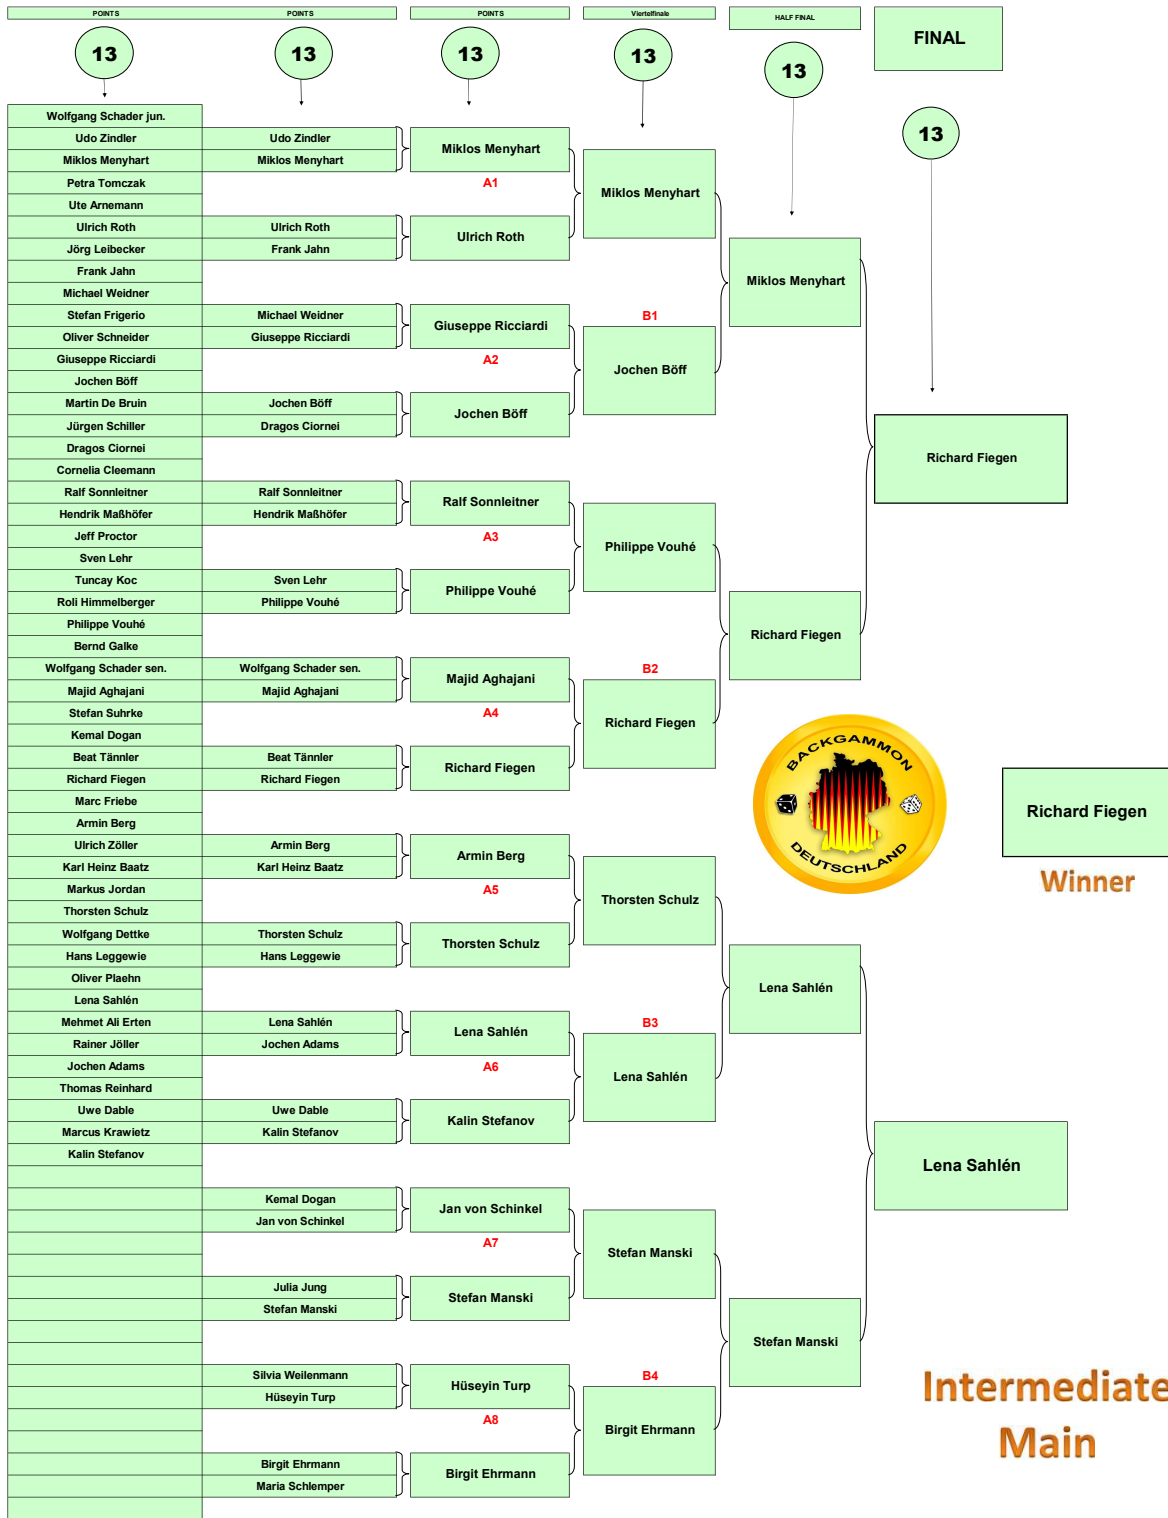 POINTS
POINTS
POINTS
Viertelfinale
HALF FINAL
FINAL
13
13
13
13
13
13
Wolfgang Schader jun.
Udo Zindler
Miklos Menyhart
Petra Tomczak
Ute Arnemann
Ulrich Roth
Jörg Leibecker
Frank Jahn
Michael Weidner
Stefan Frigerio
Oliver Schneider
Giuseppe Ricciardi
Jochen Böff
Martin De Bruin
Jürgen Schiller
Dragos Ciornei
Cornelia Cleemann
Ralf Sonnleitner
Hendrik Maßhöfer
Jeff Proctor
Sven Lehr
Tuncay Koc
Roli Himmelberger
Philippe Vouhé
Bernd Galke
Wolfgang Schader sen.
Majid Aghajani
Stefan Suhrke
Kemal Dogan
Beat Tännler
Richard Fiegen
Marc Friebe
Armin Berg
Ulrich Zöller
Karl Heinz Baatz
Markus Jordan
Thorsten Schulz
Wolfgang Dettke
Hans Leggewie
Oliver Plaehn
Lena Sahlén
Mehmet Ali Erten
Rainer Jöller
Jochen Adams
Thomas Reinhard
Uwe Dable
Marcus Krawietz
Kalin Stefanov
Udo Zindler
Miklos Menyhart
Ulrich Roth
Frank Jahn
Michael Weidner
Giuseppe Ricciardi
Jochen Böff
Dragos Ciornei
Ralf Sonnleitner
Hendrik Maßhöfer
Sven Lehr
Philippe Vouhé
Wolfgang Schader sen.
Majid Aghajani
Beat Tännler
Richard Fiegen
Armin Berg
Karl Heinz Baatz
Thorsten Schulz
Hans Leggewie
Lena Sahlén
Jochen Adams
Uwe Dable
Kalin Stefanov
Kemal Dogan
Jan von Schinkel
Julia Jung
Stefan Manski
Silvia Weilenmann
Hüseyin Turp
Birgit Ehrmann
Maria Schlemper
Miklos Menyhart
A1
Ulrich Roth
Giuseppe Ricciardi
A2
Jochen Böff
Ralf Sonnleitner
A3
Philippe Vouhé
Majid Aghajani
A4
Richard Fiegen
Armin Berg
A5
Thorsten Schulz
Lena Sahlén
A6
Kalin Stefanov
Jan von Schinkel
A7
Stefan Manski
Hüseyin Turp
A8
Birgit Ehrmann
Miklos Menyhart
B1
Jochen Böff
Philippe Vouhé
B2
Richard Fiegen
Thorsten Schulz
B3
Lena Sahlén
Stefan Manski
B4
Birgit Ehrmann
Miklos Menyhart
Richard Fiegen
Lena Sahlén
Stefan Manski
Richard Fiegen
Lena Sahlén
BACKGAMMON
DEUTSCHLAND
Richard Fiegen
Winner
Intermediate
Main